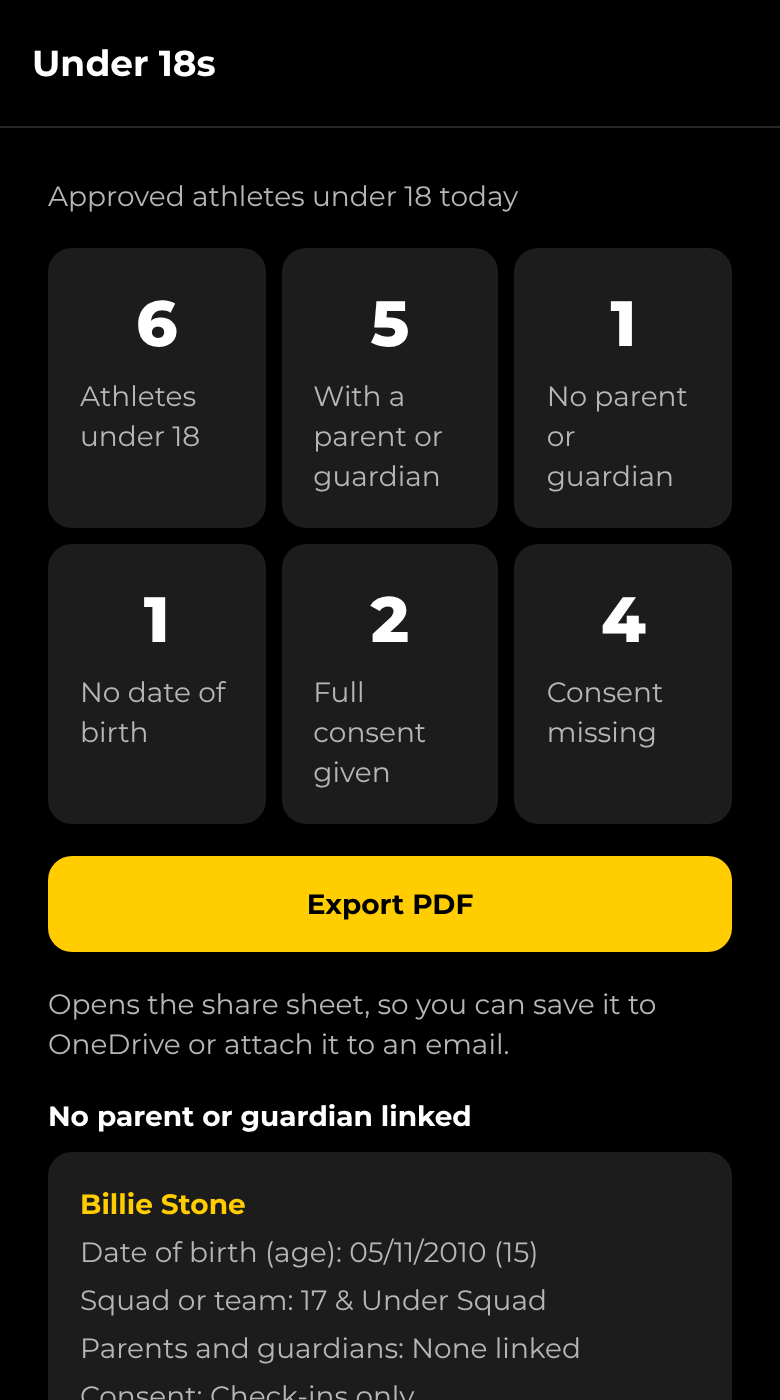 Under 18s
Approved athletes under 18 today
6
Athletes
under 18
5
With a
parent or
guardian
1
No parent
or
guardian
1
No date of
birth
2
Full
consent
given
4
Consent
missing
Export PDF
Opens the share sheet, so you can save it to
OneDrive or attach it to an email.
No parent or guardian linked
Billie Stone
Date of birth (age): 05/11/2010 (15)
Squad or team: 17 & Under Squad
Parents and guardians: None linked
Consent: Check-ins only